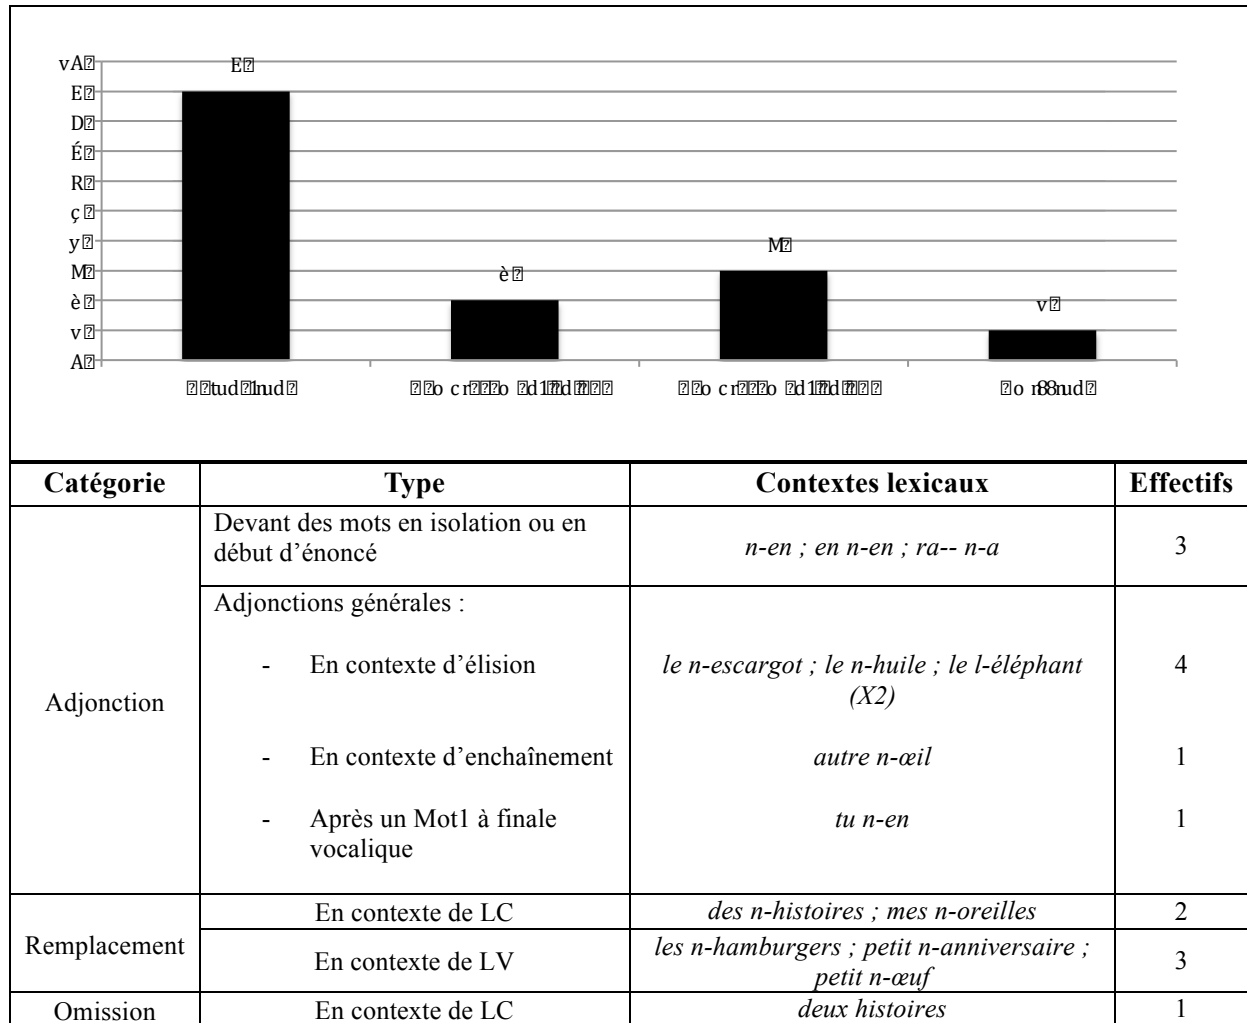 vA⍰
E⍰
E⍰
D⍰
É⍰
R⍰
ç⍰
y⍰
M⍰
M⍰
è⍰
è⍰
v⍰
v⍰
A⍰
Catégorie Type Contextes lexicaux Effectifs
Adjonction
Devant des mots en isolation ou en
début d'énoncé
n-en ; en n-en ; ra-- n-a
3
Adjonctions générales :
- En contexte d'élision
le n-escargot ; le n-huile ; le l-éléphant
(X2)
4
- En contexte d'enchaînement
autre n-œil
1
- Après un Mot1 à finale
vocalique
tu n-en
1
Remplacement
En contexte de LC
des n-histoires ; mes n-oreilles
2
En contexte de LV
les n-hamburgers ; petit n-anniversaire ;
petit n-œuf
3
Omission
En contexte de LC
deux histoires
1